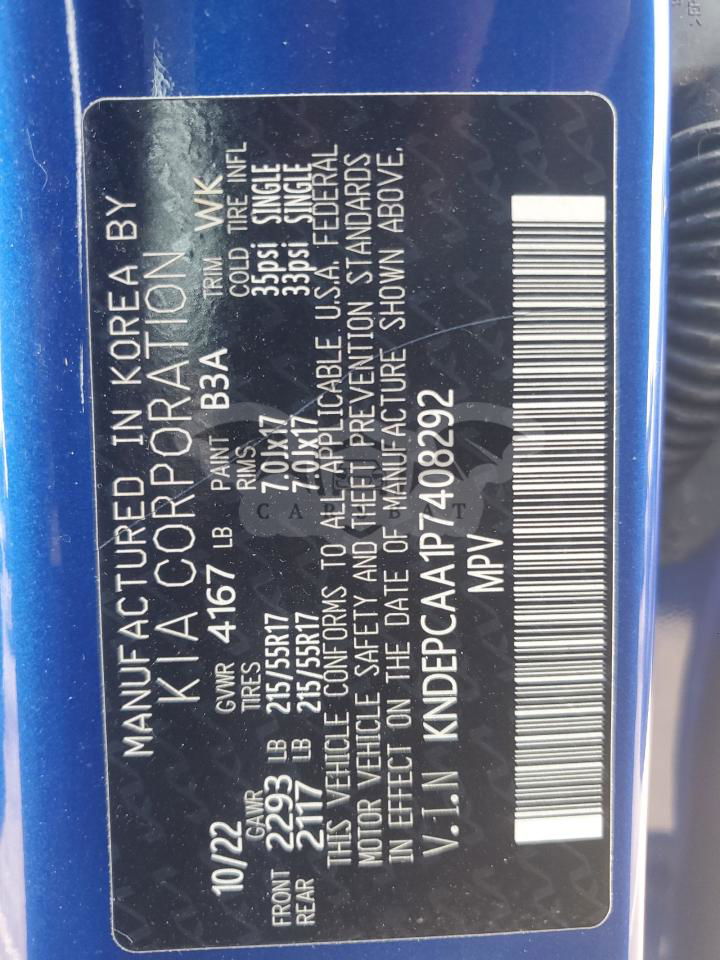 MANUFACTURED IN KOREA BY
KIA CORPORATION
10/22 GVWR 4167 LB PAINT B3A TRIM WK
GAWR TIRES RIMS COLD TIRE INFL
FRONT 2293 LB 215/55R17 7.0Jx17 35psi SINGLE
REAR 2117 LB 215/55R17 7.0Jx17 33psi SINGLE
THIS VEHICLE CONFORMS TO ALL APPLICABLE U.S.A. FEDERAL
MOTOR VEHICLE SAFETY AND THEFT PREVENTION STANDARDS
IN EFFECT ON THE DATE OF MANUFACTURE SHOWN ABOVE.
V.I.N KNDEPCAA1P7408292
MPV